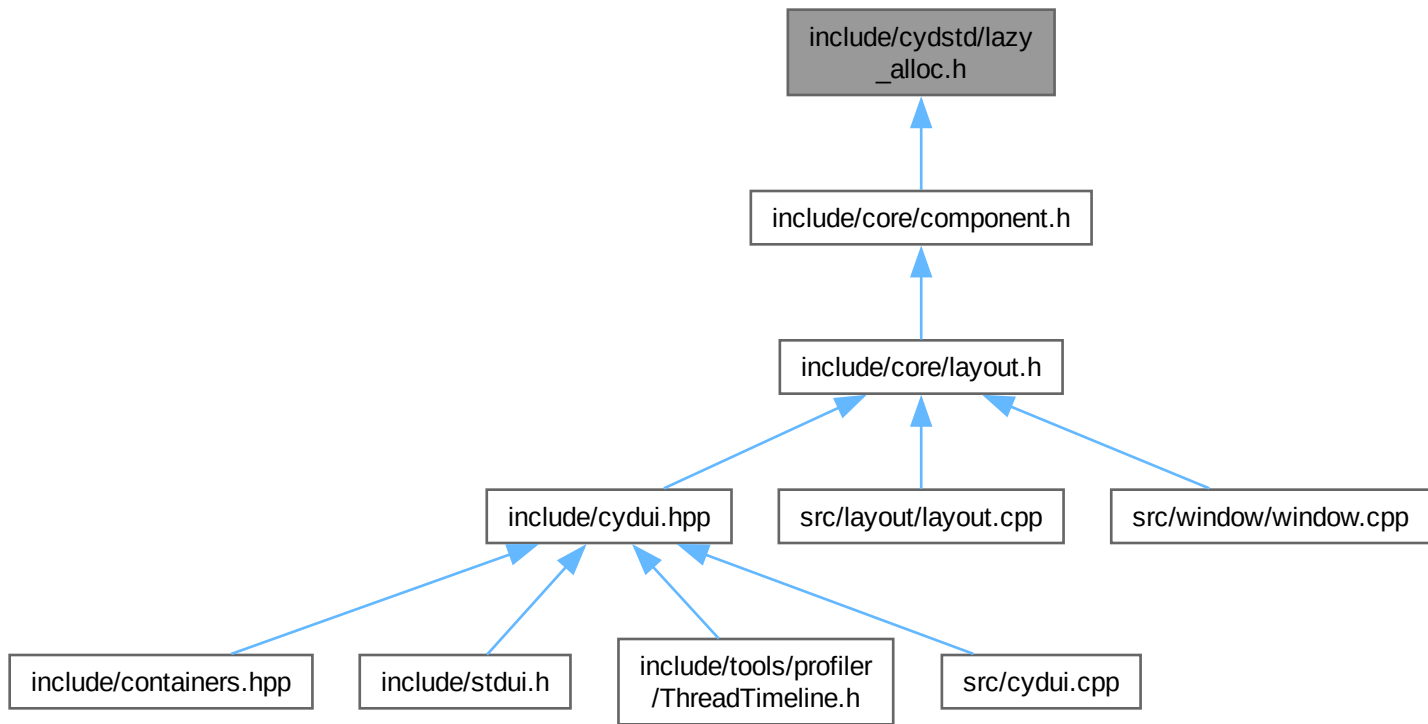 include/cydstd/lazy
_alloc.h
include/core/component.h
include/core/layout.h
include/cydui.hpp
src/layout/layout.cpp
src/window/window.cpp
include/containers.hpp
include/stdui.h
include/tools/profiler
/ThreadTimeline.h
src/cydui.cpp